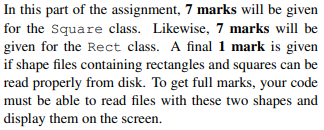 In this part of the assignment, 7 marks will be given
for the Square class. Likewise, 7 marks will be
given for the Rect class. A final 1 mark is given
if shape files containing rectangles and squares can be
read properly from disk. To get full marks, your code
must be able to read files with these two shapes and
display them on the screen.